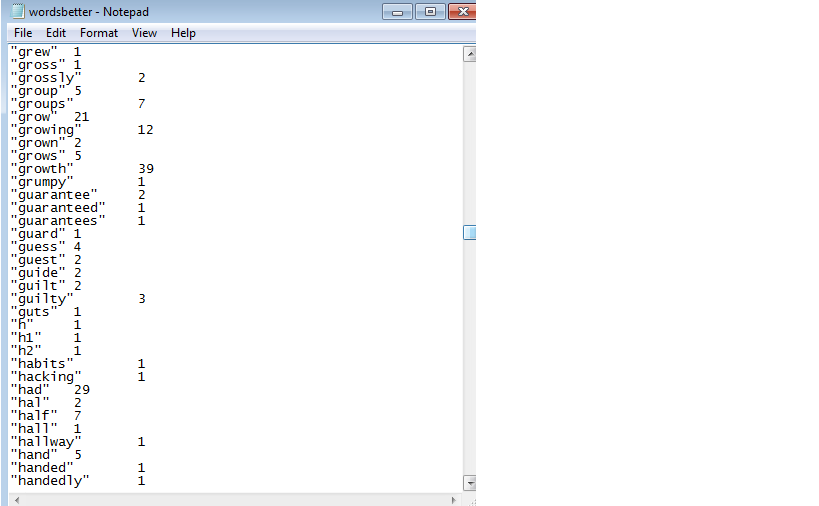 wordsbetter - Notepad
File Edit Format View Help
"grew" 1
"gross" 1
"grossly" 2
"group" 5
"groups" 7
"grow" 21
"growing" 12
"grown" 2
"grows" 5
"growth" 39
"grumpy" 1
"guarantee" 2
"guaranteed" 1
"guarantees" 1
"guard" 1
"guess" 4
"guest" 2
"guide" 2
"guilt" 2
"guilty" 3
"guts" 1
"h" 1
"h1" 1
"h2" 1
"habits" 1
"hacking" 1
"had" 29
"hal" 2
"half" 7
"hall" 1
"hallway" 1
"hand" 5
"handed" 1
"handedly" 1